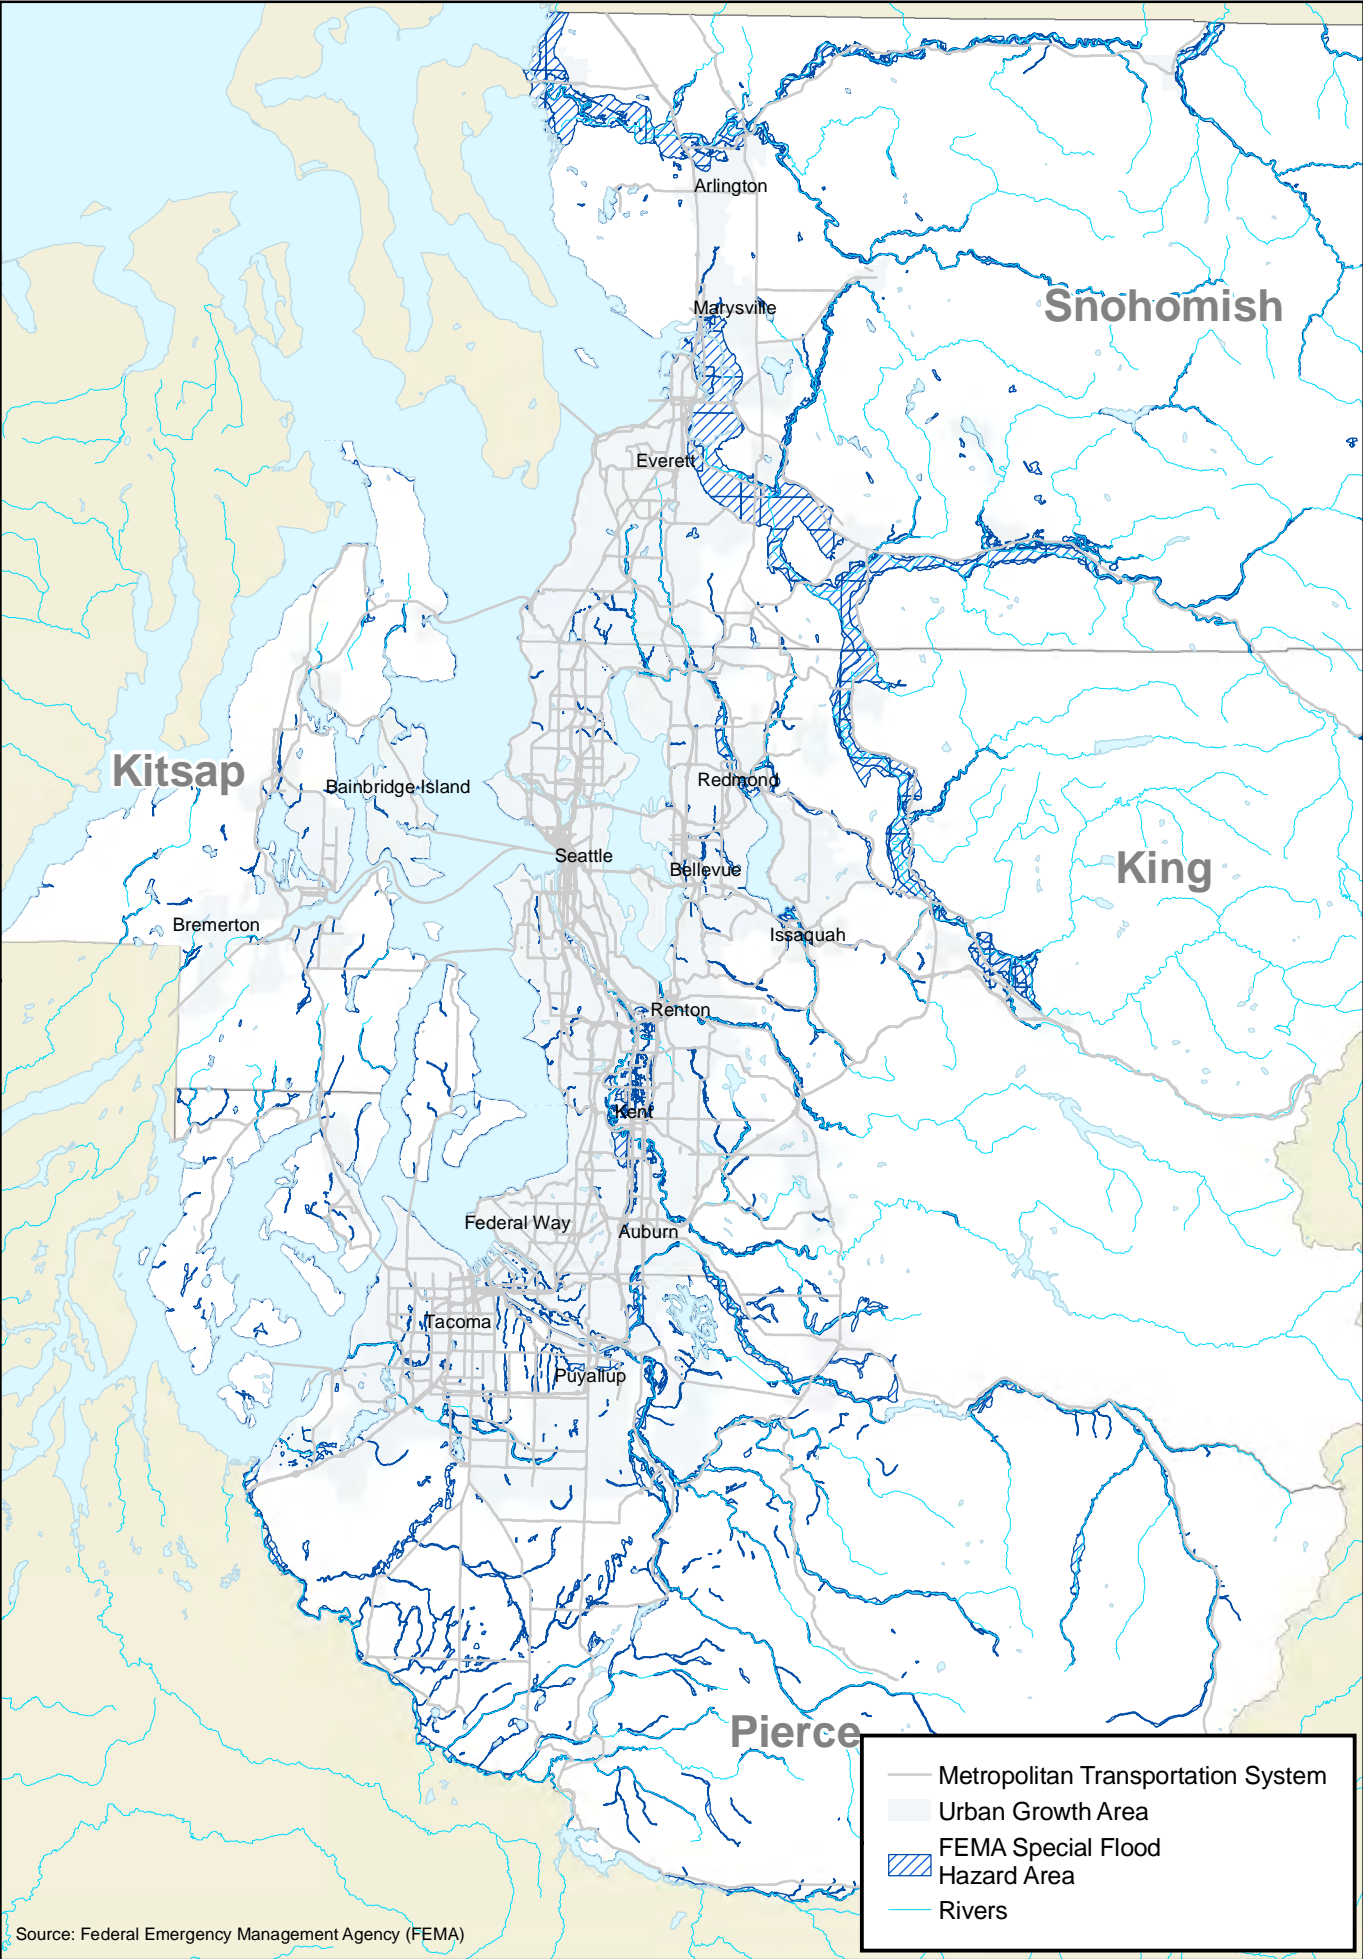 Arlington
Snohomish
Marysville
Everett
Kitsap
Bainbridge Island
Redmond
Seattle
Bellevue
King
Bremerton
Issaquah
Renton
Kent
Federal Way
Auburn
Tacoma
Puyallup
Pierce
Metropolitan Transportation System
Urban Growth Area
FEMA Special Flood
Hazard Area
Rivers
Source: Federal Emergency Management Agency (FEMA)